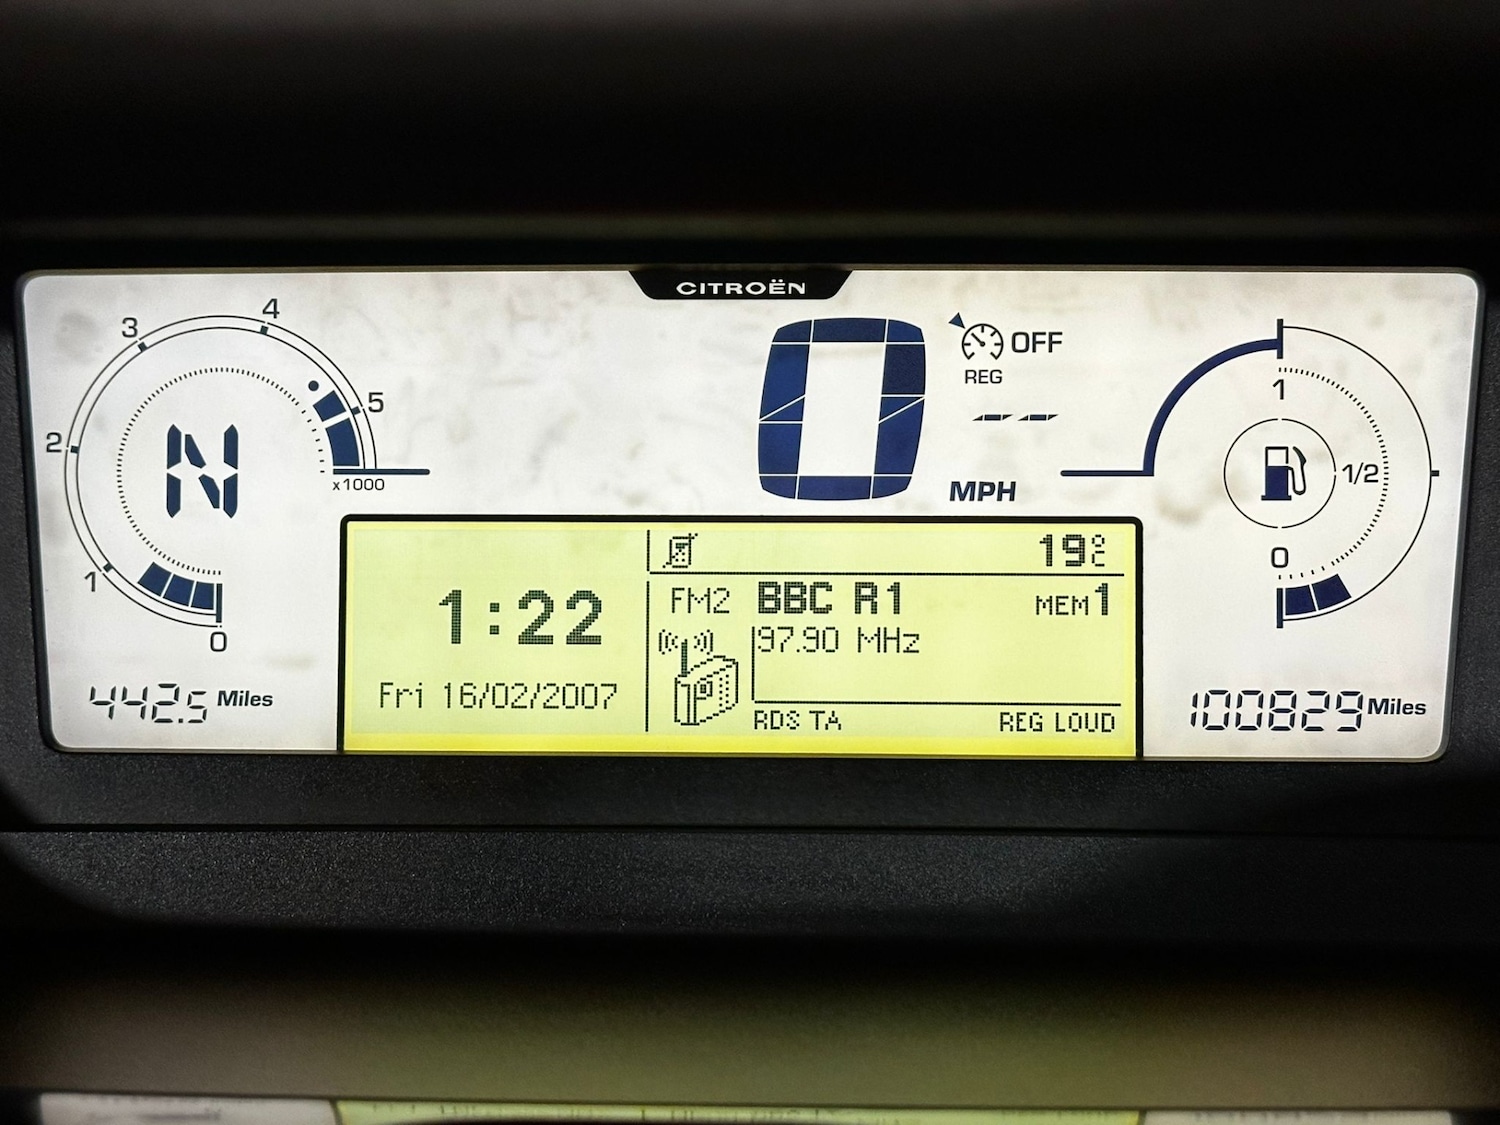 CITROËN
4
3
5
2
1
0
x1000
N
442.5 Miles
0
MPH
OFF
REG
-- --
1
1/2
0
100829 Miles
1:22
Fri 16/02/2007
19°C
FM2 BBC R1 MEM1
97.90 MHz
RDS TA REG LOUD